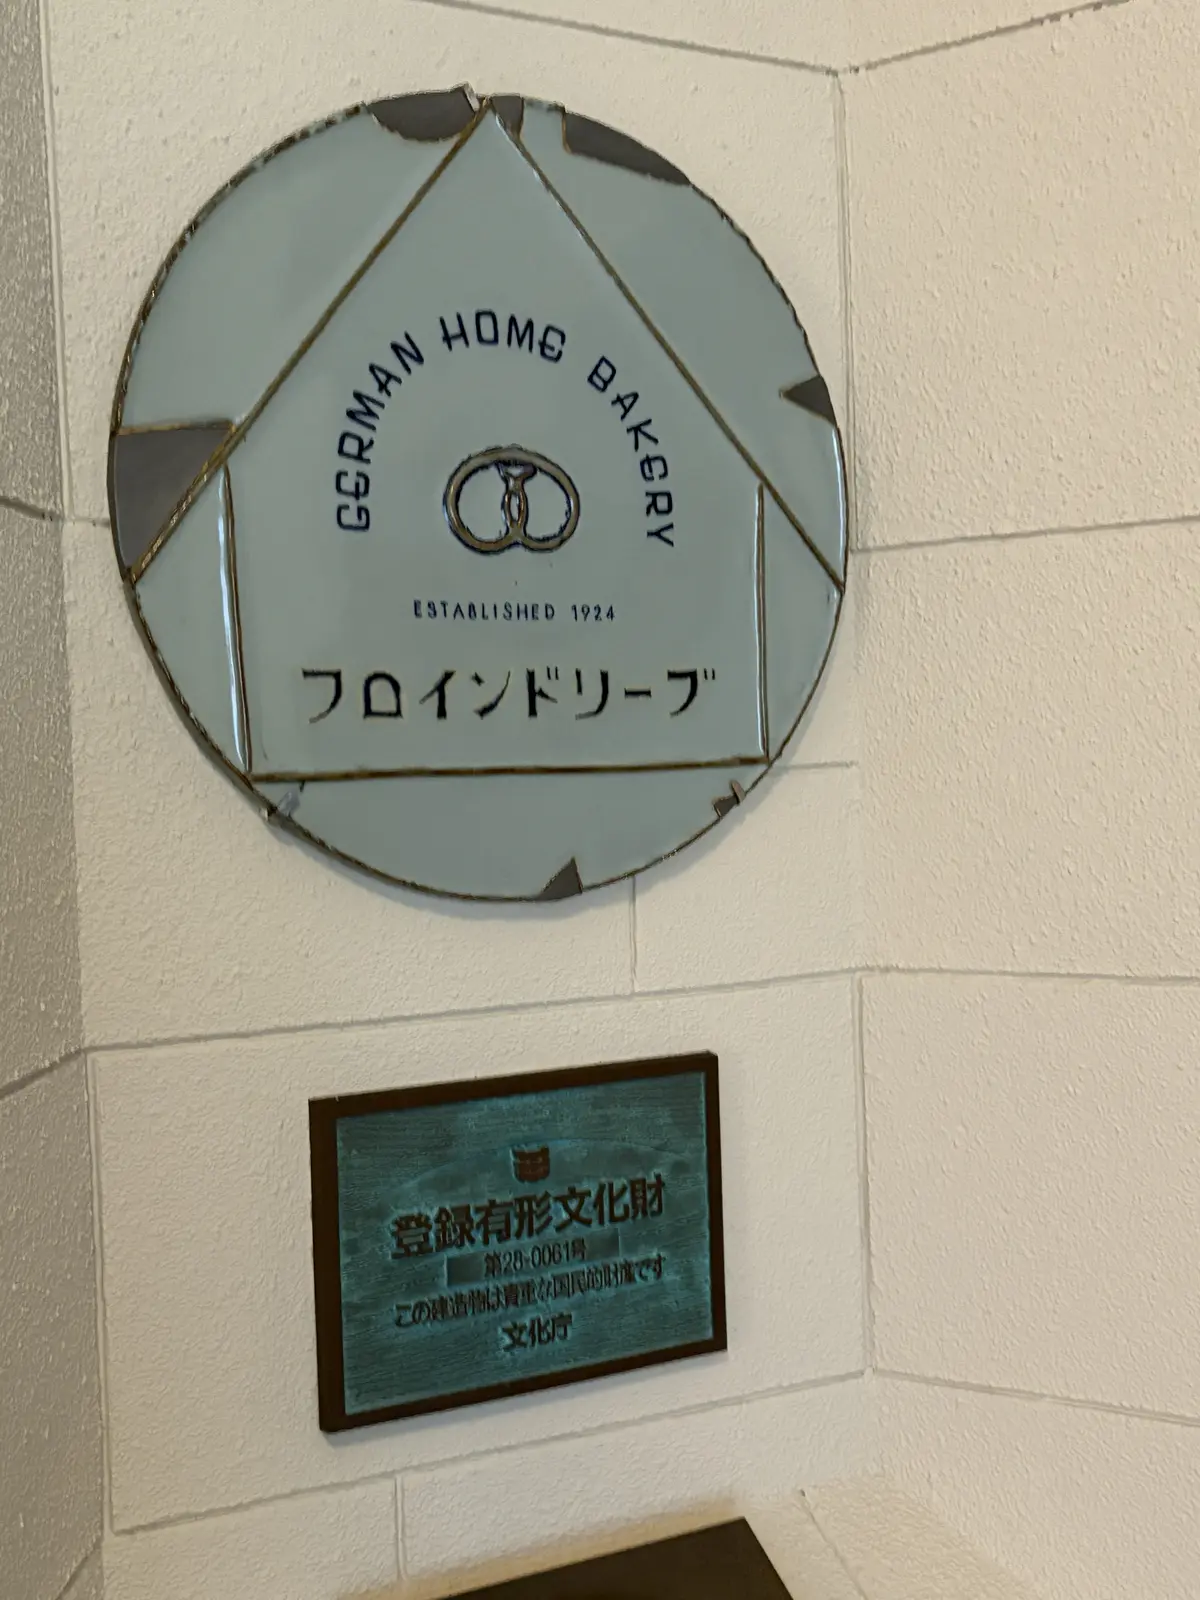 GERMAN HOME BAKERY
ESTABLISHED 1924
フロインドリーブ
登録有形文化財
第28-0061号
この建造物は貴重な国民的財産です
文化庁